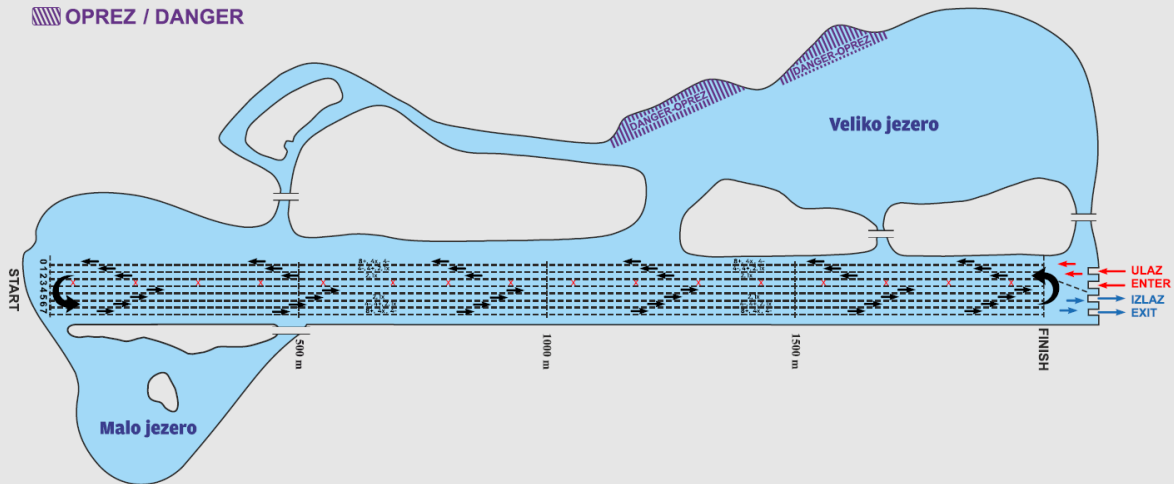 OPREZ / DANGER
DANGER-OPREZ
DANGER-OPREZ
Veliko jezero
START
01234567
ULAZ
ENTER
IZLAZ
EXIT
500 m
1000 m
1500 m
FINISH
Malo jezero